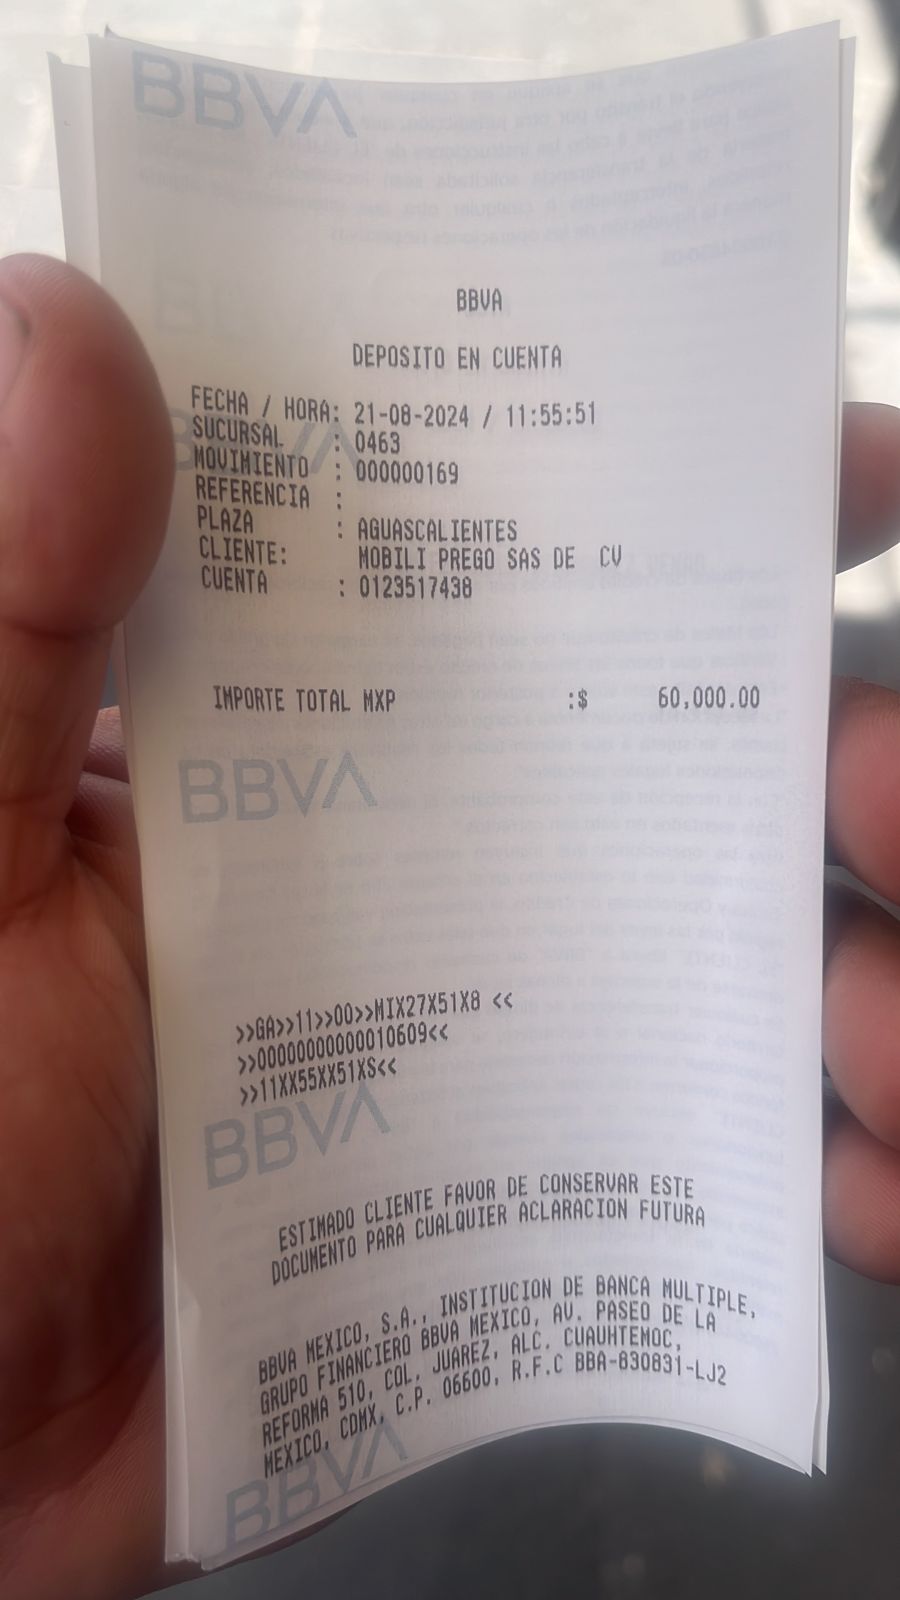 BBVA
BBVA
DEPOSITO EN CUENTA
FECHA / HORA: 21-08-2024 / 11:55:51
SUCURSAL : 0463
MOVIMIENTO : 000000169
REFERENCIA :
PLAZA : AGUASCALIENTES
CLIENTE: MOBILI PREGO SAS DE CV
CUENTA : 0123517438
IMPORTE TOTAL MXP :$ 60,000.00
BBVA
>>GA>>11>>00>>MIX27X51X8 <<
>>00000000000010609<<
>>11XX55XX51XS<<
BBVA
ESTIMADO CLIENTE FAVOR DE CONSERVAR ESTE
DOCUMENTO PARA CUALQUIER ACLARACION FUTURA
BBVA MEXICO, S.A., INSTITUCION DE BANCA MULTIPLE,
GRUPO FINANCIERO BBVA MEXICO, AV. PASEO DE LA
REFORMA 510, COL. JUAREZ, ALC. CUAUHTEMOC,
MEXICO, CDMX, C.P. 06600, R.F.C BBA-830831-LJ2
BBVA